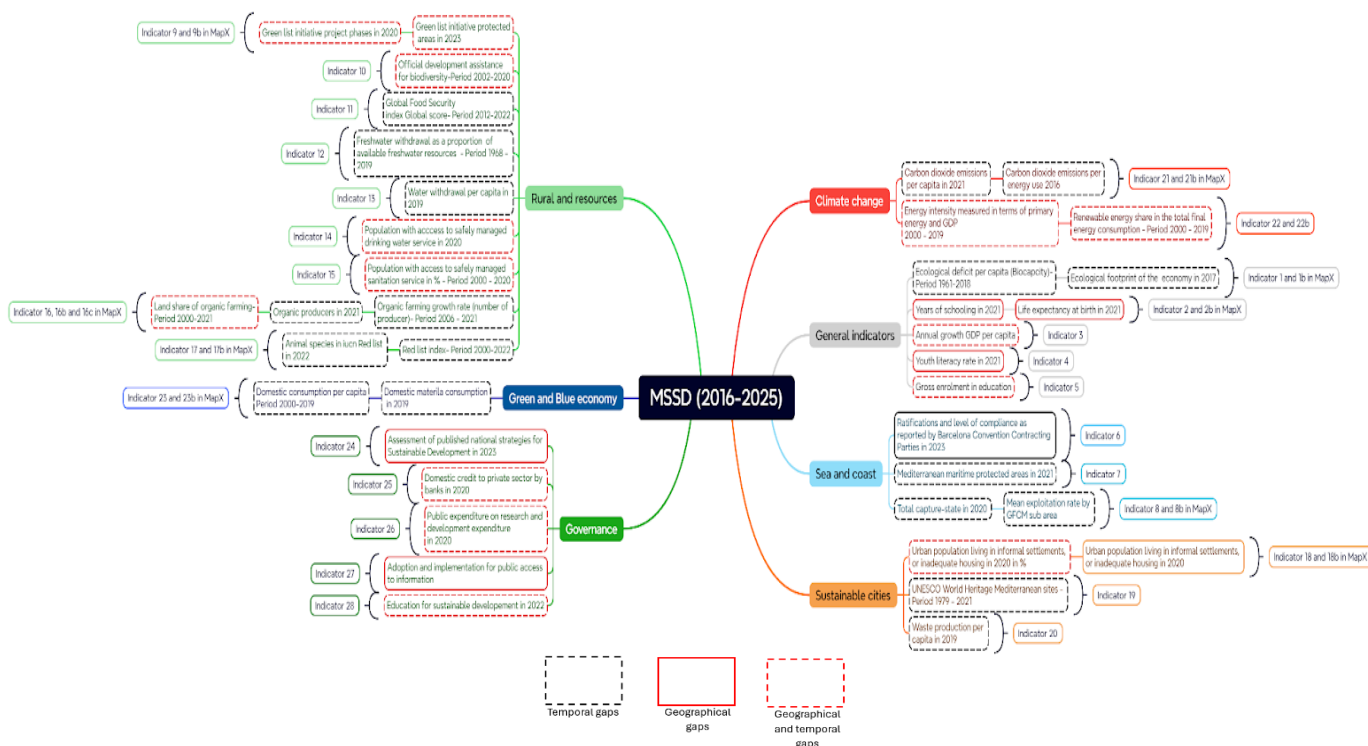 Indicator 9 and 9b in MapX
Green list initiative project phases in 2020
Green list initiative protected
areas in 2023
Indicator 10
Official development assistance
for biodiversity-Period 2002-2020
Indicator 11
Global Food Security
index Global score- Period 2012-2022
Indicator 12
Freshwater withdrawal as a proportion of
available freshwater resources - Period 1968 -
2019
Indicator 13
Water withdrawal per capita in
2019
Indicator 14
Population with acccess to safely managed
drinking water service in 2020
Indicator 15
Population with access to safely managed
sanitation service in % - Period 2000 - 2020
Indicator 16, 16b and 16c in MapX
Land share of organic farming-
Period 2000-2021
Organic producers in 2021
Organic farming growth rate (number of
producer)- Period 2006 - 2021
Indicator 17 and 17b in MapX
Animal species in iucn Red list
in 2022
Red list index- Period 2000-2022
Rural and resources
Indicator 23 and 23b in MapX
Domestic consumption per capita
Period 2000-2019
Domestic materila consumption
in 2019
Green and Blue economy
Indicator 24
Assessment of published national strategies for
Sustainable Development in 2023
Indicator 25
Domestic credit to private sector by
banks in 2020
Indicator 26
Public expenditure on research and
development expenditure
in 2020
Indicator 27
Adoption and implementation for public access
to information
Indicator 28
Education for sustainable developement in 2022
Governance
MSSD (2016-2025)
Climate change
Carbon dioxide emissions
per capita in 2021
Carbon dioxide emissions per
energy use 2016
Indicaor 21 and 21b in MapX
Energy intensity measured in terms of primary
energy and GDP
2000 - 2019
Renewable energy share in the total final
energy consumption - Period 2000 - 2019
Indicator 22 and 22b
General indicators
Ecological deficit per capita (Biocapcity)-
Period 1961-2018
Ecological footprint of the economy in 2017
Indicator 1 and 1b in MapX
Years of schooling in 2021
Life expectancy at birth in 2021
Indicator 2 and 2b in MapX
Annual growth GDP per capita
Indicator 3
Youth literacy rate in 2021
Indicator 4
Gross enrolment in education
Indicator 5
Sea and coast
Ratifications and level of compliance as
reported by Barcelona Convention Contracting
Parties in 2023
Indicator 6
Mediterranean maritime protected areas in 2021
Indicator 7
Total capture-state in 2020
Mean exploitation rate by
GFCM sub area
Indicator 8 and 8b in MapX
Sustainable cities
Urban population living in informal settlements,
or inadequate housing in 2020 in %
Urban population living in informal settlements,
or inadequate housing in 2020
Indicator 18 and 18b in MapX
UNESCO World Heritage Mediterranean sites -
Period 1979 - 2021
Indicator 19
Waste production per
capita in 2019
Indicator 20
Temporal gaps
Geographical
gaps
Geographical
and temporal
gaps